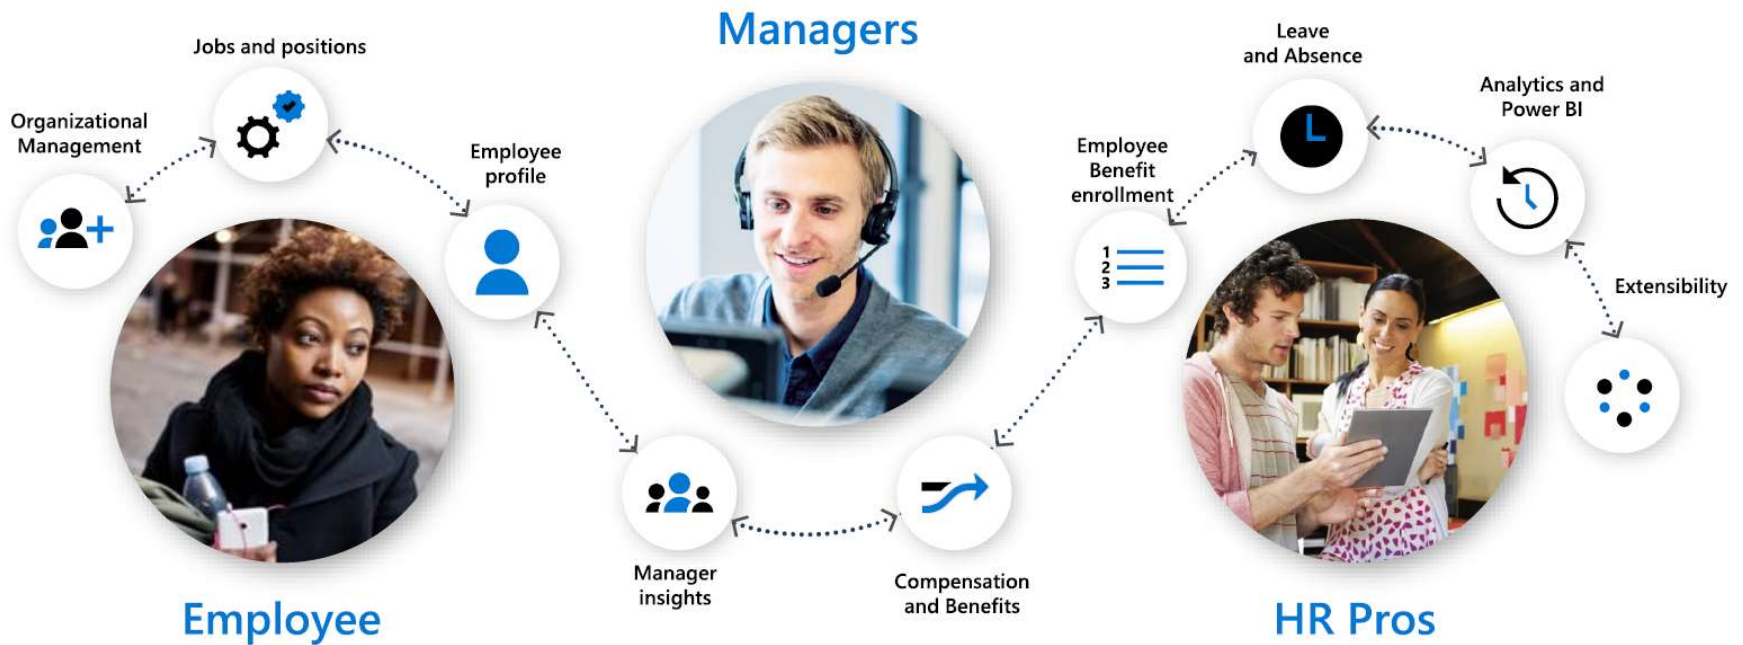 Managers
Jobs and positions
Organizational
Management
Employee
profile
Leave
and Absence
Analytics and
Power BI
Employee
Benefit
enrollment
1
2
3
Extensibility
Manager
insights
Compensation
and Benefits
Employee
HR Pros